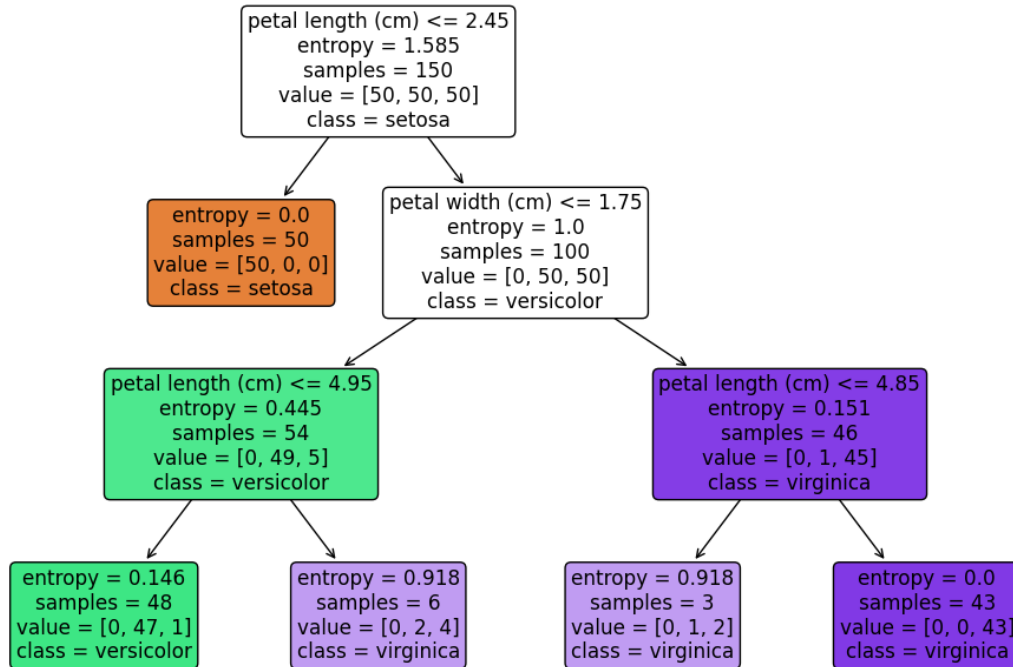 petal length (cm) <= 2.45
entropy = 1.585
samples = 150
value = [50, 50, 50]
class = setosa
entropy = 0.0
samples = 50
value = [50, 0, 0]
class = setosa
petal width (cm) <= 1.75
entropy = 1.0
samples = 100
value = [0, 50, 50]
class = versicolor
petal length (cm) <= 4.95
entropy = 0.445
samples = 54
value = [0, 49, 5]
class = versicolor
petal length (cm) <= 4.85
entropy = 0.151
samples = 46
value = [0, 1, 45]
class = virginica
entropy = 0.146
samples = 48
value = [0, 47, 1]
class = versicolor
entropy = 0.918
samples = 6
value = [0, 2, 4]
class = virginica
entropy = 0.918
samples = 3
value = [0, 1, 2]
class = virginica
entropy = 0.0
samples = 43
value = [0, 0, 43]
class = virginica